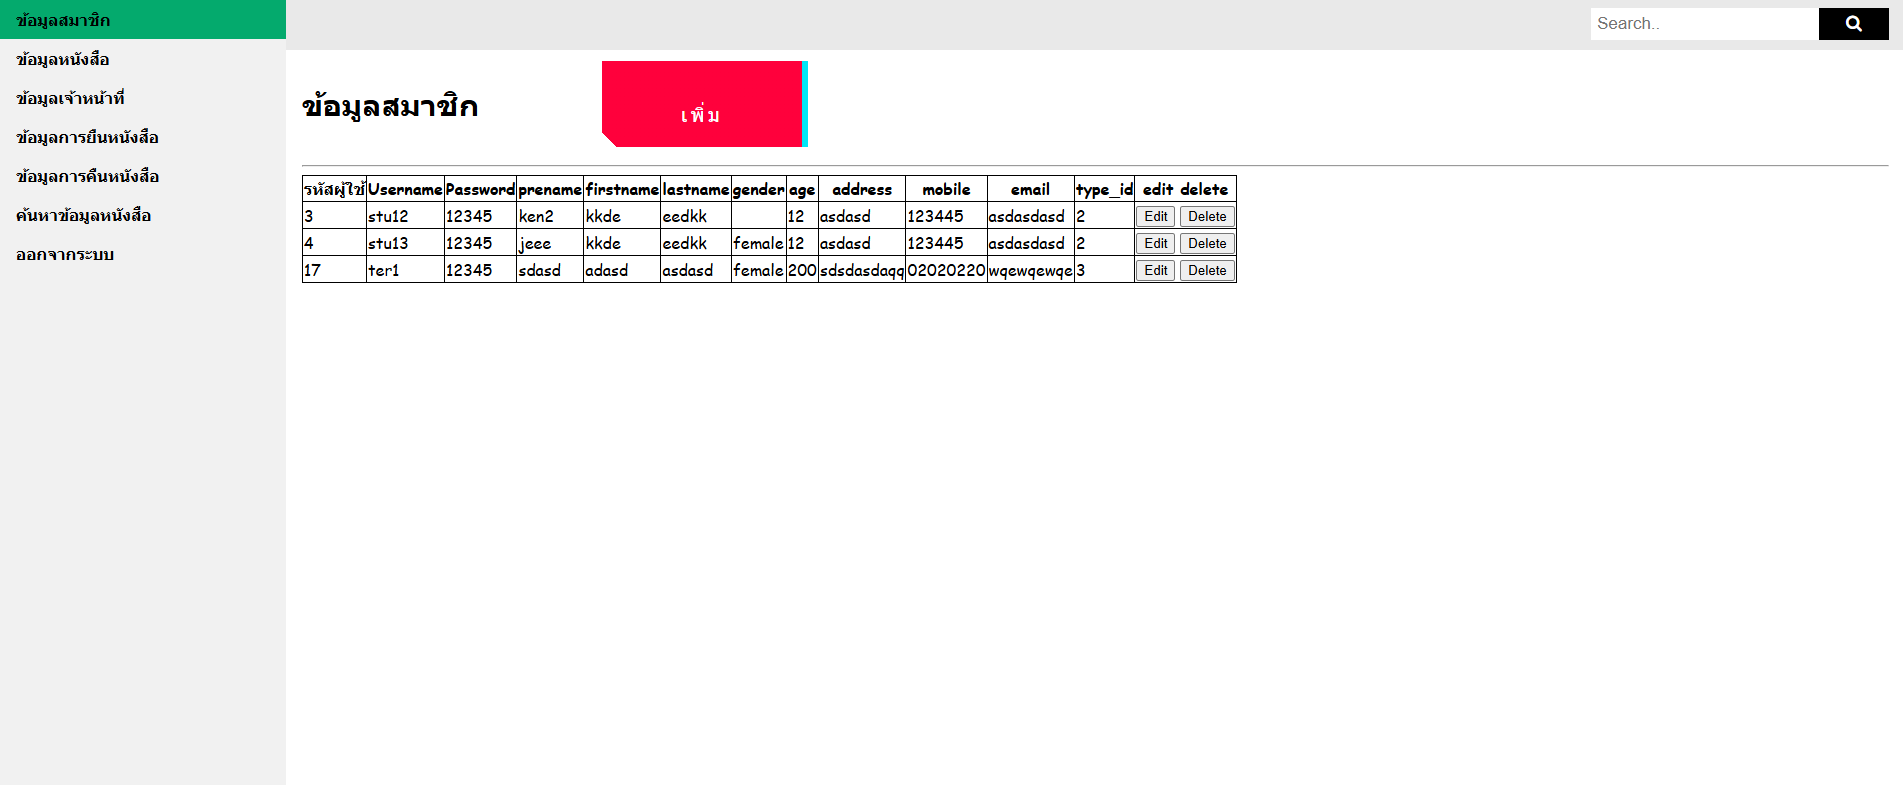 ข้อมูลสมาชิก
ข้อมูลหนังสือ
ข้อมูลเจ้าหน้าที่
ข้อมูลการยืนหนังสือ
ข้อมูลการคืนหนังสือ
ค้นหาข้อมูลหนังสือ
ออกจากระบบ
Search..
ข้อมูลสมาชิก เพิ่ม
รหัสผู้ใช้ Username Password prename firstname lastname gender age address mobile email type_id edit delete
3 stu12 12345 ken2 kkde eedkk 12 asdasd 123445 asdasdasd 2 Edit Delete
4 stu13 12345 jeee kkde eedkk female 12 asdasd 123445 asdasdasd 2 Edit Delete
17 ter1 12345 sdasd adasd asdasd female 200 sdsdasdaqq 02020220 wqewqewqe 3 Edit Delete